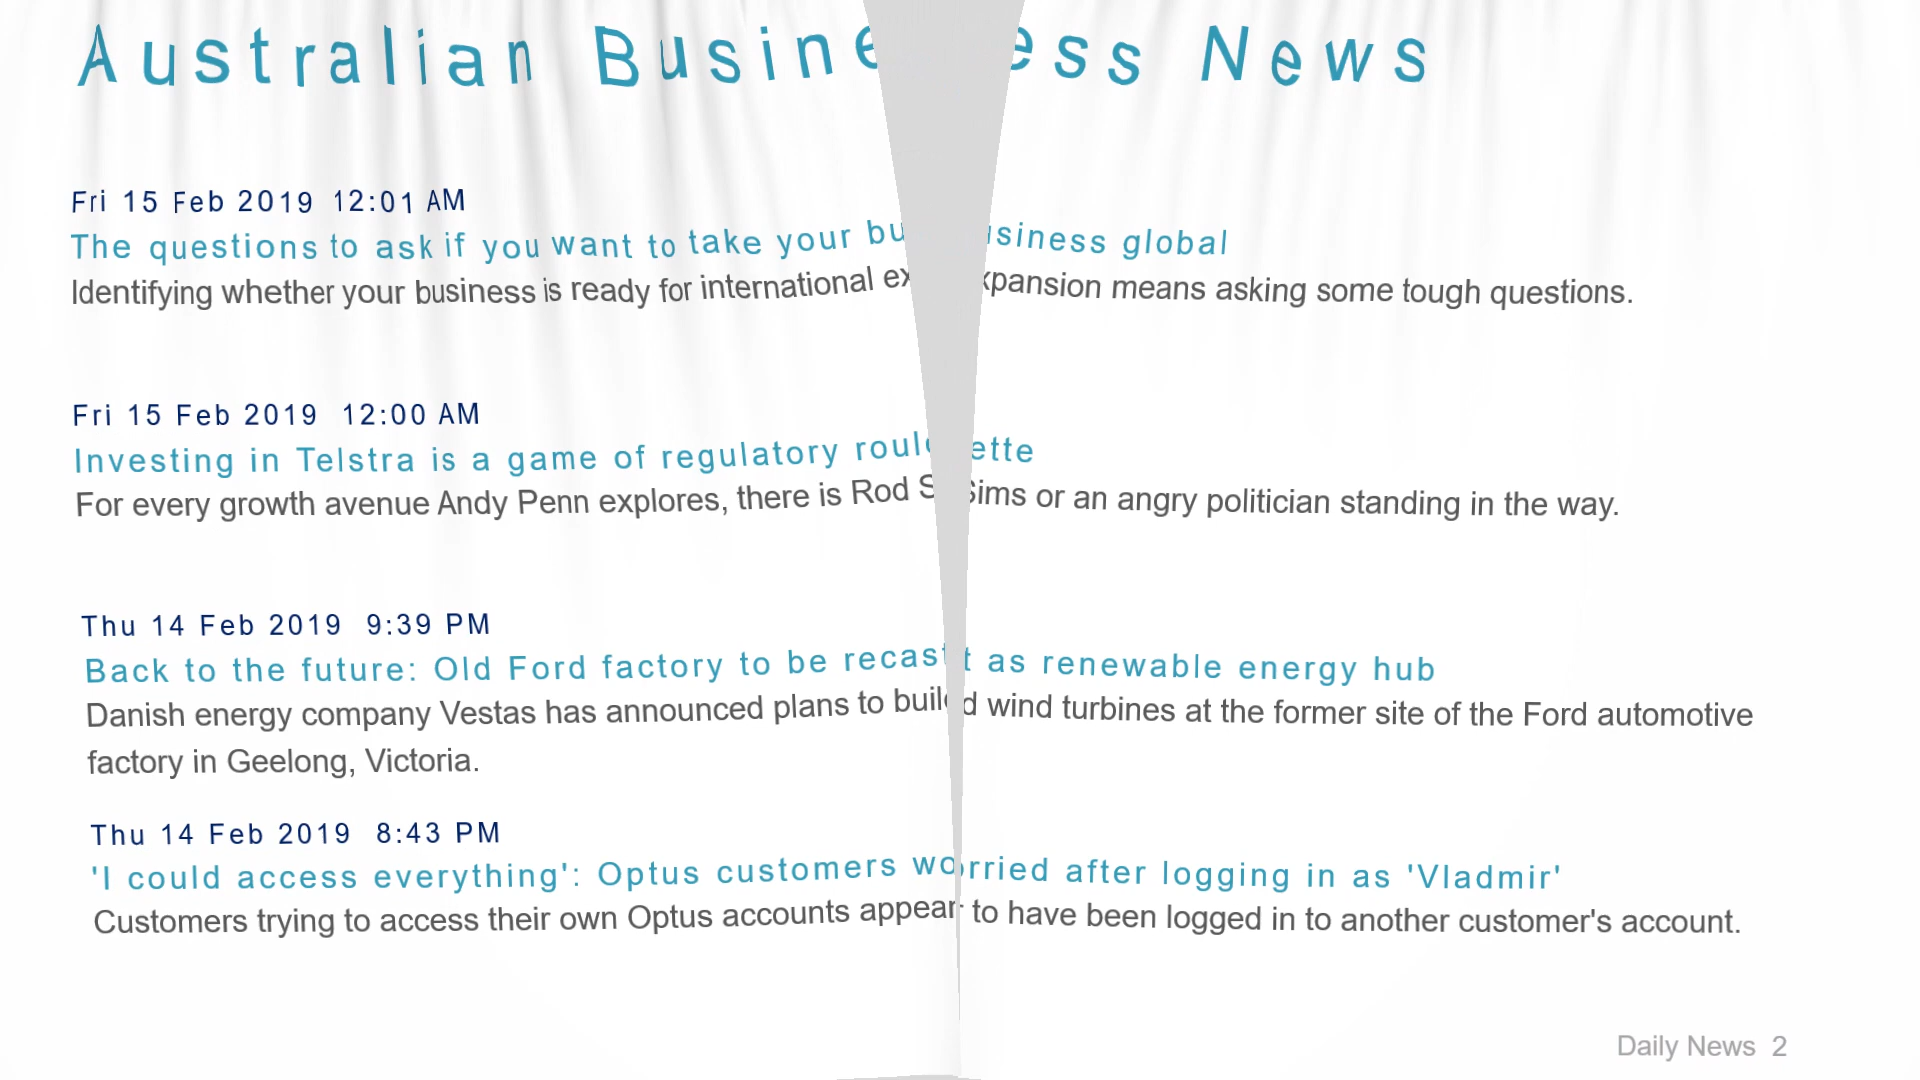 Australian Business News
Fri 15 Feb 2019 12:01 AM
The questions to ask if you want to take your business global
Identifying whether your business is ready for international expansion means asking some tough questions.
Fri 15 Feb 2019 12:00 AM
Investing in Telstra is a game of regulatory roulette
For every growth avenue Andy Penn explores, there is Rod Sims or an angry politician standing in the way.
Thu 14 Feb 2019 9:39 PM
Back to the future: Old Ford factory to be recast as renewable energy hub
Danish energy company Vestas has announced plans to build wind turbines at the former site of the Ford automotive
factory in Geelong, Victoria.
Thu 14 Feb 2019 8:43 PM
'I could access everything': Optus customers worried after logging in as 'Vladmir'
Customers trying to access their own Optus accounts appear to have been logged in to another customer's account.
Daily News 2